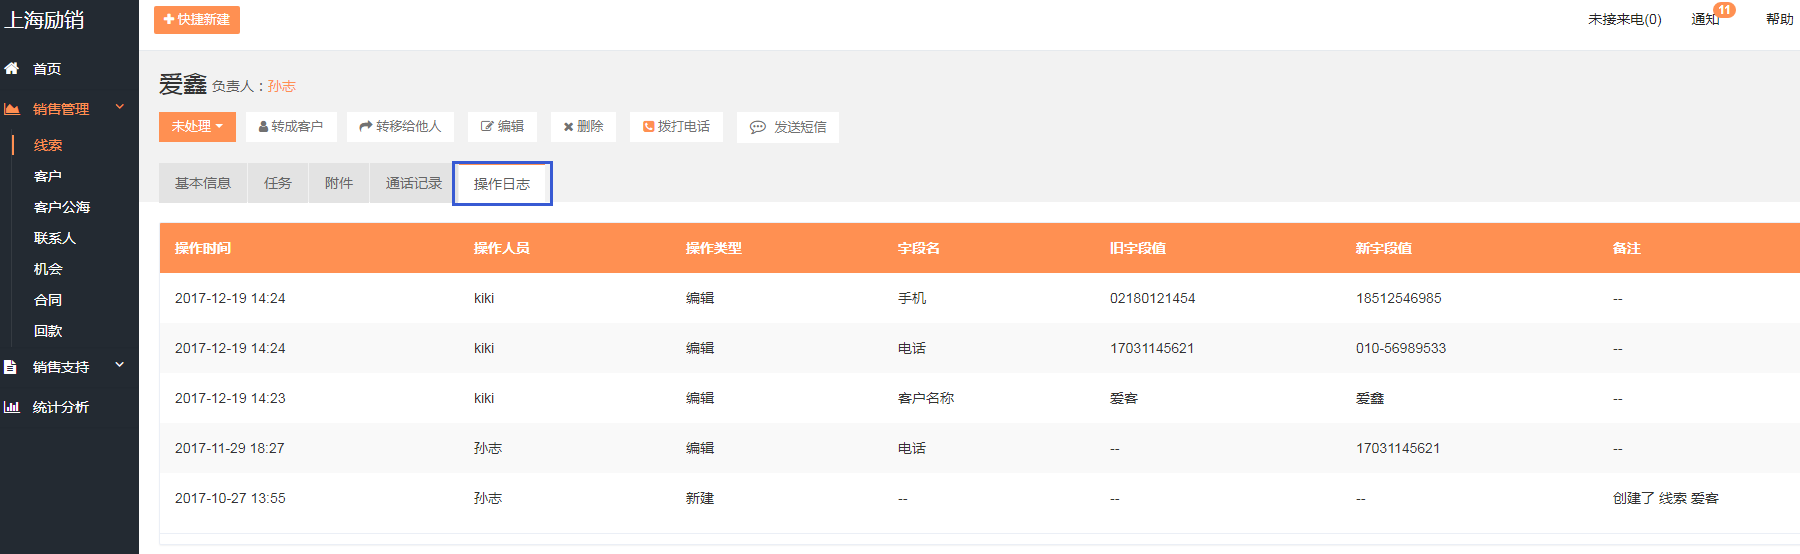 上海励销
快捷新建
未接来电(0)
通知 11
帮助
首页
销售管理
线索
客户
客户公海
联系人
机会
合同
回款
销售支持
统计分析
爱鑫 负责人：孙志
未处理 转成客户 转移给他人 编辑 删除 拨打电话 发送短信
基本信息 任务 附件 通话记录 操作日志
操作时间 操作人员 操作类型 字段名 旧字段值 新字段值 备注
2017-12-19 14:24 kiki 编辑 手机 02180121454 18512546985 --
2017-12-19 14:24 kiki 编辑 电话 17031145621 010-56989533 --
2017-12-19 14:23 kiki 编辑 客户名称 爱客 爱鑫 --
2017-11-29 18:27 孙志 编辑 电话 -- 17031145621 --
2017-10-27 13:55 孙志 新建 -- -- -- 创建了 线索 爱客